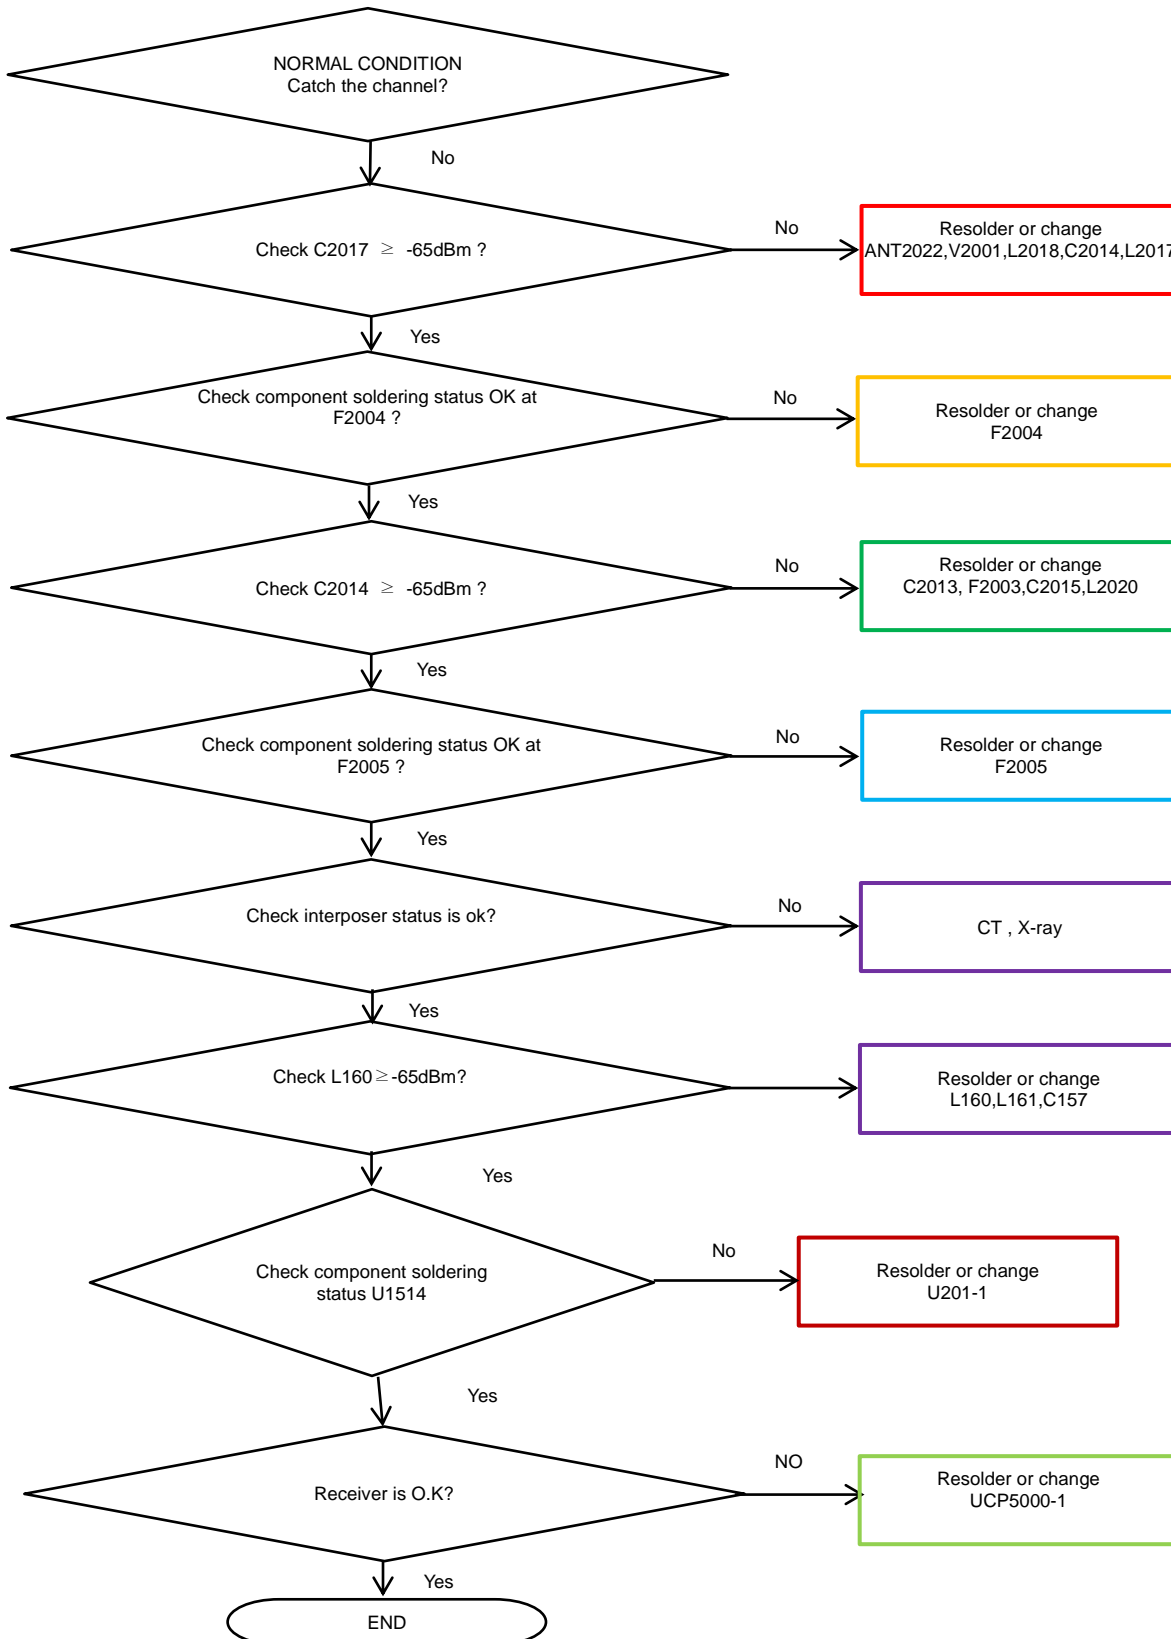 NORMAL CONDITION
Catch the channel?
No
Check C2017 ≥ -65dBm ?
No
Resolder or change
ANT2022,V2001,L2018,C2014,L2017
Yes
Check component soldering status OK at
F2004 ?
No
Resolder or change
F2004
Yes
Check C2014 ≥ -65dBm ?
No
Resolder or change
C2013, F2003,C2015,L2020
Yes
Check component soldering status OK at
F2005 ?
No
Resolder or change
F2005
Yes
Check interposer status is ok?
No
CT , X-ray
Yes
Check L160≥-65dBm?
Resolder or change
L160,L161,C157
Yes
Check component soldering
status U1514
No
Resolder or change
U201-1
Yes
Receiver is O.K?
NO
Resolder or change
UCP5000-1
Yes
END